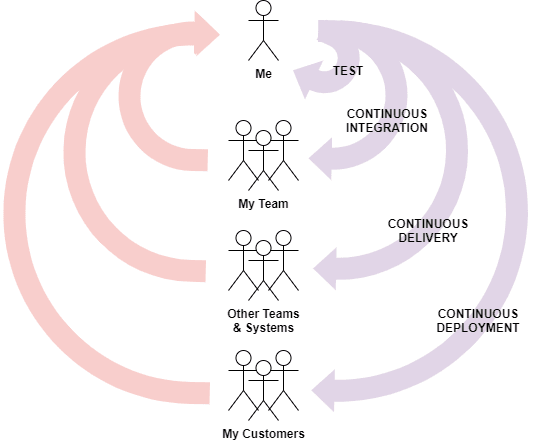 Me
TEST
CONTINUOUS
INTEGRATION
My Team
CONTINUOUS
DELIVERY
Other Teams
& Systems
CONTINUOUS
DEPLOYMENT
My Customers